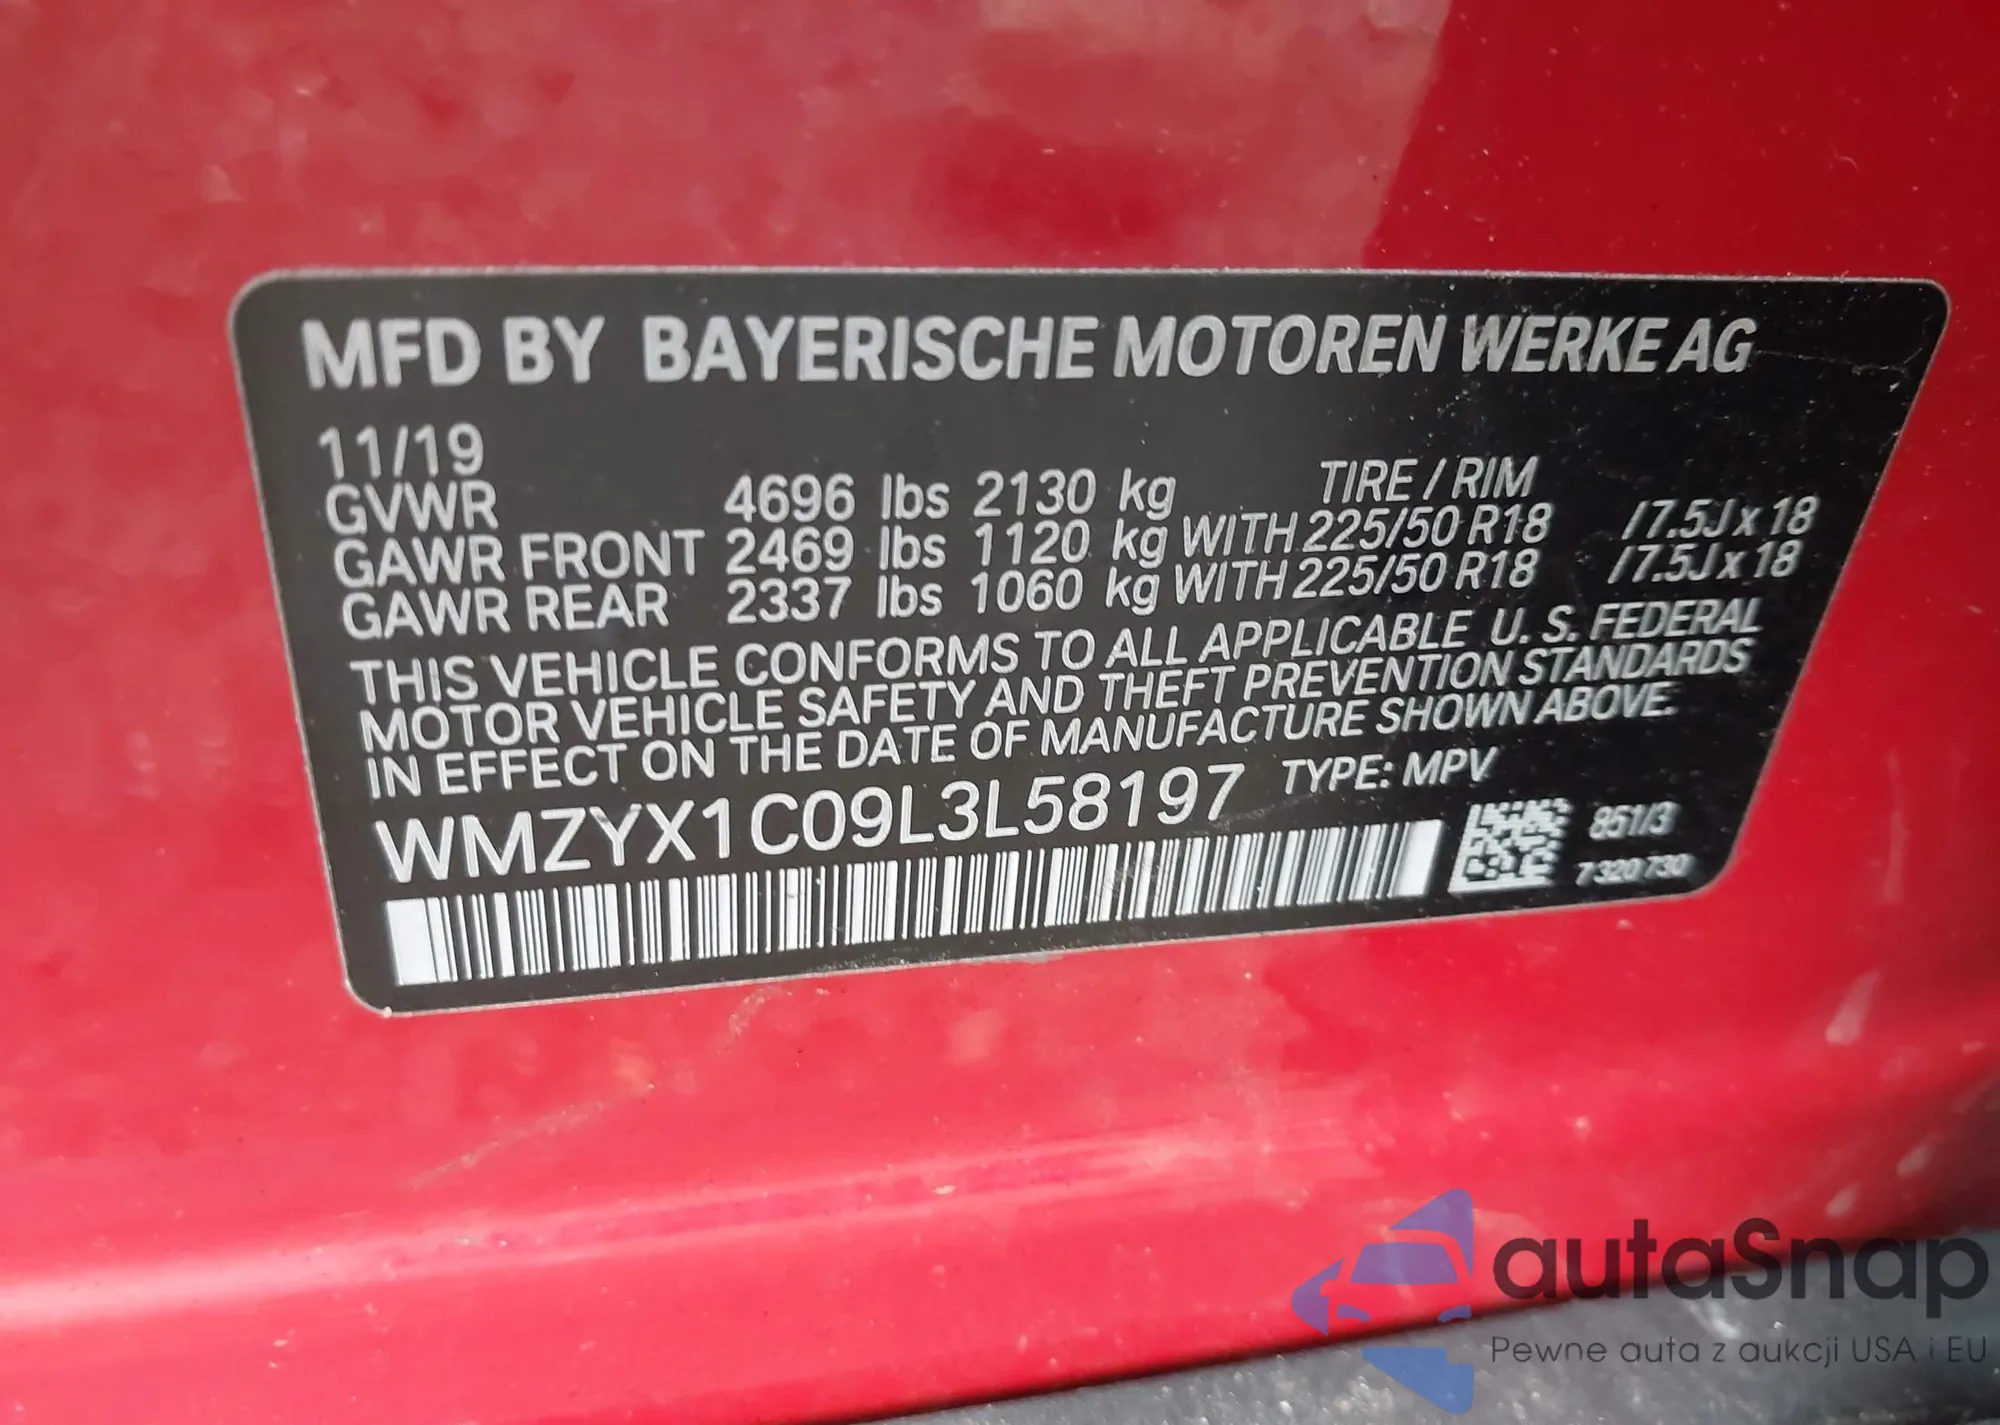 MFD BY BAYERISCHE MOTOREN WERKE AG
11/19
TIRE / RIM
GVWR 4696 lbs 2130 kg
GAWR FRONT 2469 lbs 1120 kg WITH 225/50 R18 /7.5J x 18
GAWR REAR 2337 lbs 1060 kg WITH 225/50 R18 /7.5J x 18
THIS VEHICLE CONFORMS TO ALL APPLICABLE U. S. FEDERAL
MOTOR VEHICLE SAFETY AND THEFT PREVENTION STANDARDS
IN EFFECT ON THE DATE OF MANUFACTURE SHOWN ABOVE.
WMZYX1C09L3L58197 TYPE: MPV
851/3
7 320 730
autaSnap
Pewne auta z aukcji USA i EU